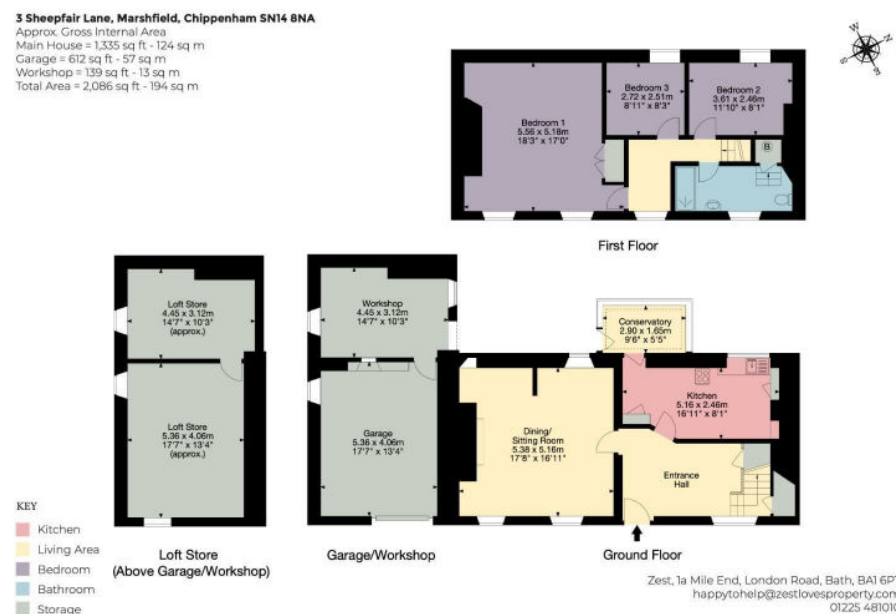 3 Sheepfair Lane, Marshfield, Chippenham SN14 8NA
Approx. Gross Internal Area
Main House = 1,335 sq ft - 124 sq m
Garage = 612 sq ft - 57 sq m
Workshop = 139 sq ft - 13 sq m
Total Area = 2,086 sq ft - 194 sq m
W
N
S
E
Bedroom 1
5.56 x 5.18m
18'3" x 17'0"
Bedroom 3
2.72 x 2.51m
8'11" x 8'3"
Bedroom 2
3.61 x 2.46m
11'10" x 8'1"
B
First Floor
Loft Store
4.45 x 3.12m
14'7" x 10'3"
(approx.)
Loft Store
5.36 x 4.06m
17'7" x 13'4"
(approx.)
Loft Store
(Above Garage/Workshop)
Workshop
4.45 x 3.12m
14'7" x 10'3"
Garage
5.36 x 4.06m
17'7" x 13'4"
Garage/Workshop
Conservatory
2.90 x 1.65m
9'6" x 5'5"
Kitchen
5.16 x 2.46m
16'11" x 8'1"
Dining/
Sitting Room
5.38 x 5.16m
17'8" x 16'11"
Entrance
Hall
Ground Floor
KEY
Kitchen
Living Area
Bedroom
Bathroom
Storage
Zest, 1a Mile End, London Road, Bath, BA1 6PT
happytohelp@zestlovesproperty.com
01225 481010